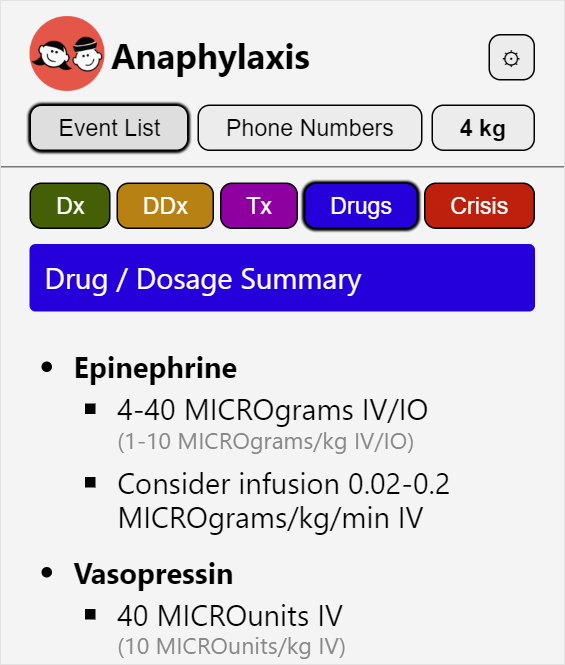 Anaphylaxis
Event List
Phone Numbers
4 kg
Dx
DDx
Tx
Drugs
Crisis
Drug / Dosage Summary
Epinephrine
4-40 MICROgrams IV/IO
(1-10 MICROgrams/kg IV/IO)
Consider infusion 0.02-0.2
MICROgrams/kg/min IV
Vasopressin
40 MICROunits IV
(10 MICROunits/kg IV)